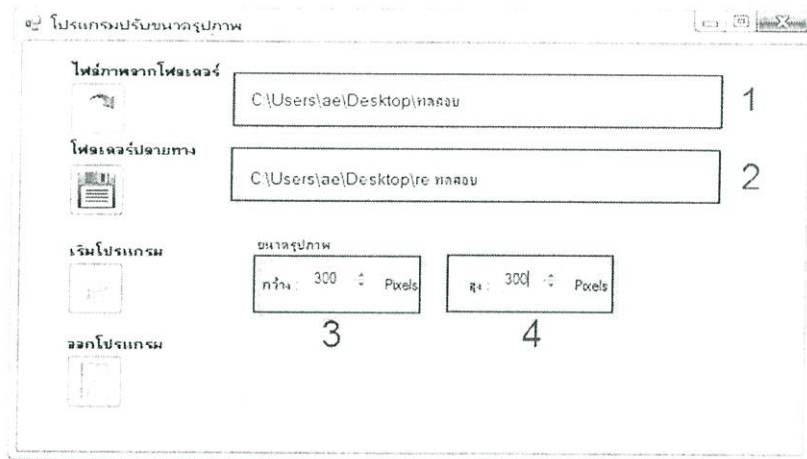 โปรแกรมปรับขนาดรูปภาพ
ไฟล์ภาพจากโฟลเดอร์
C:\Users\ae\Desktop\ทดสอบ
1
โฟลเดอร์ปลายทาง
C:\Users\ae\Desktop\re ทดสอบ
2
เริ่มโปรแกรม
ขนาดรูปภาพ
กว้าง : 300 Pixels
สูง : 300 Pixels
3 4
ออกโปรแกรม